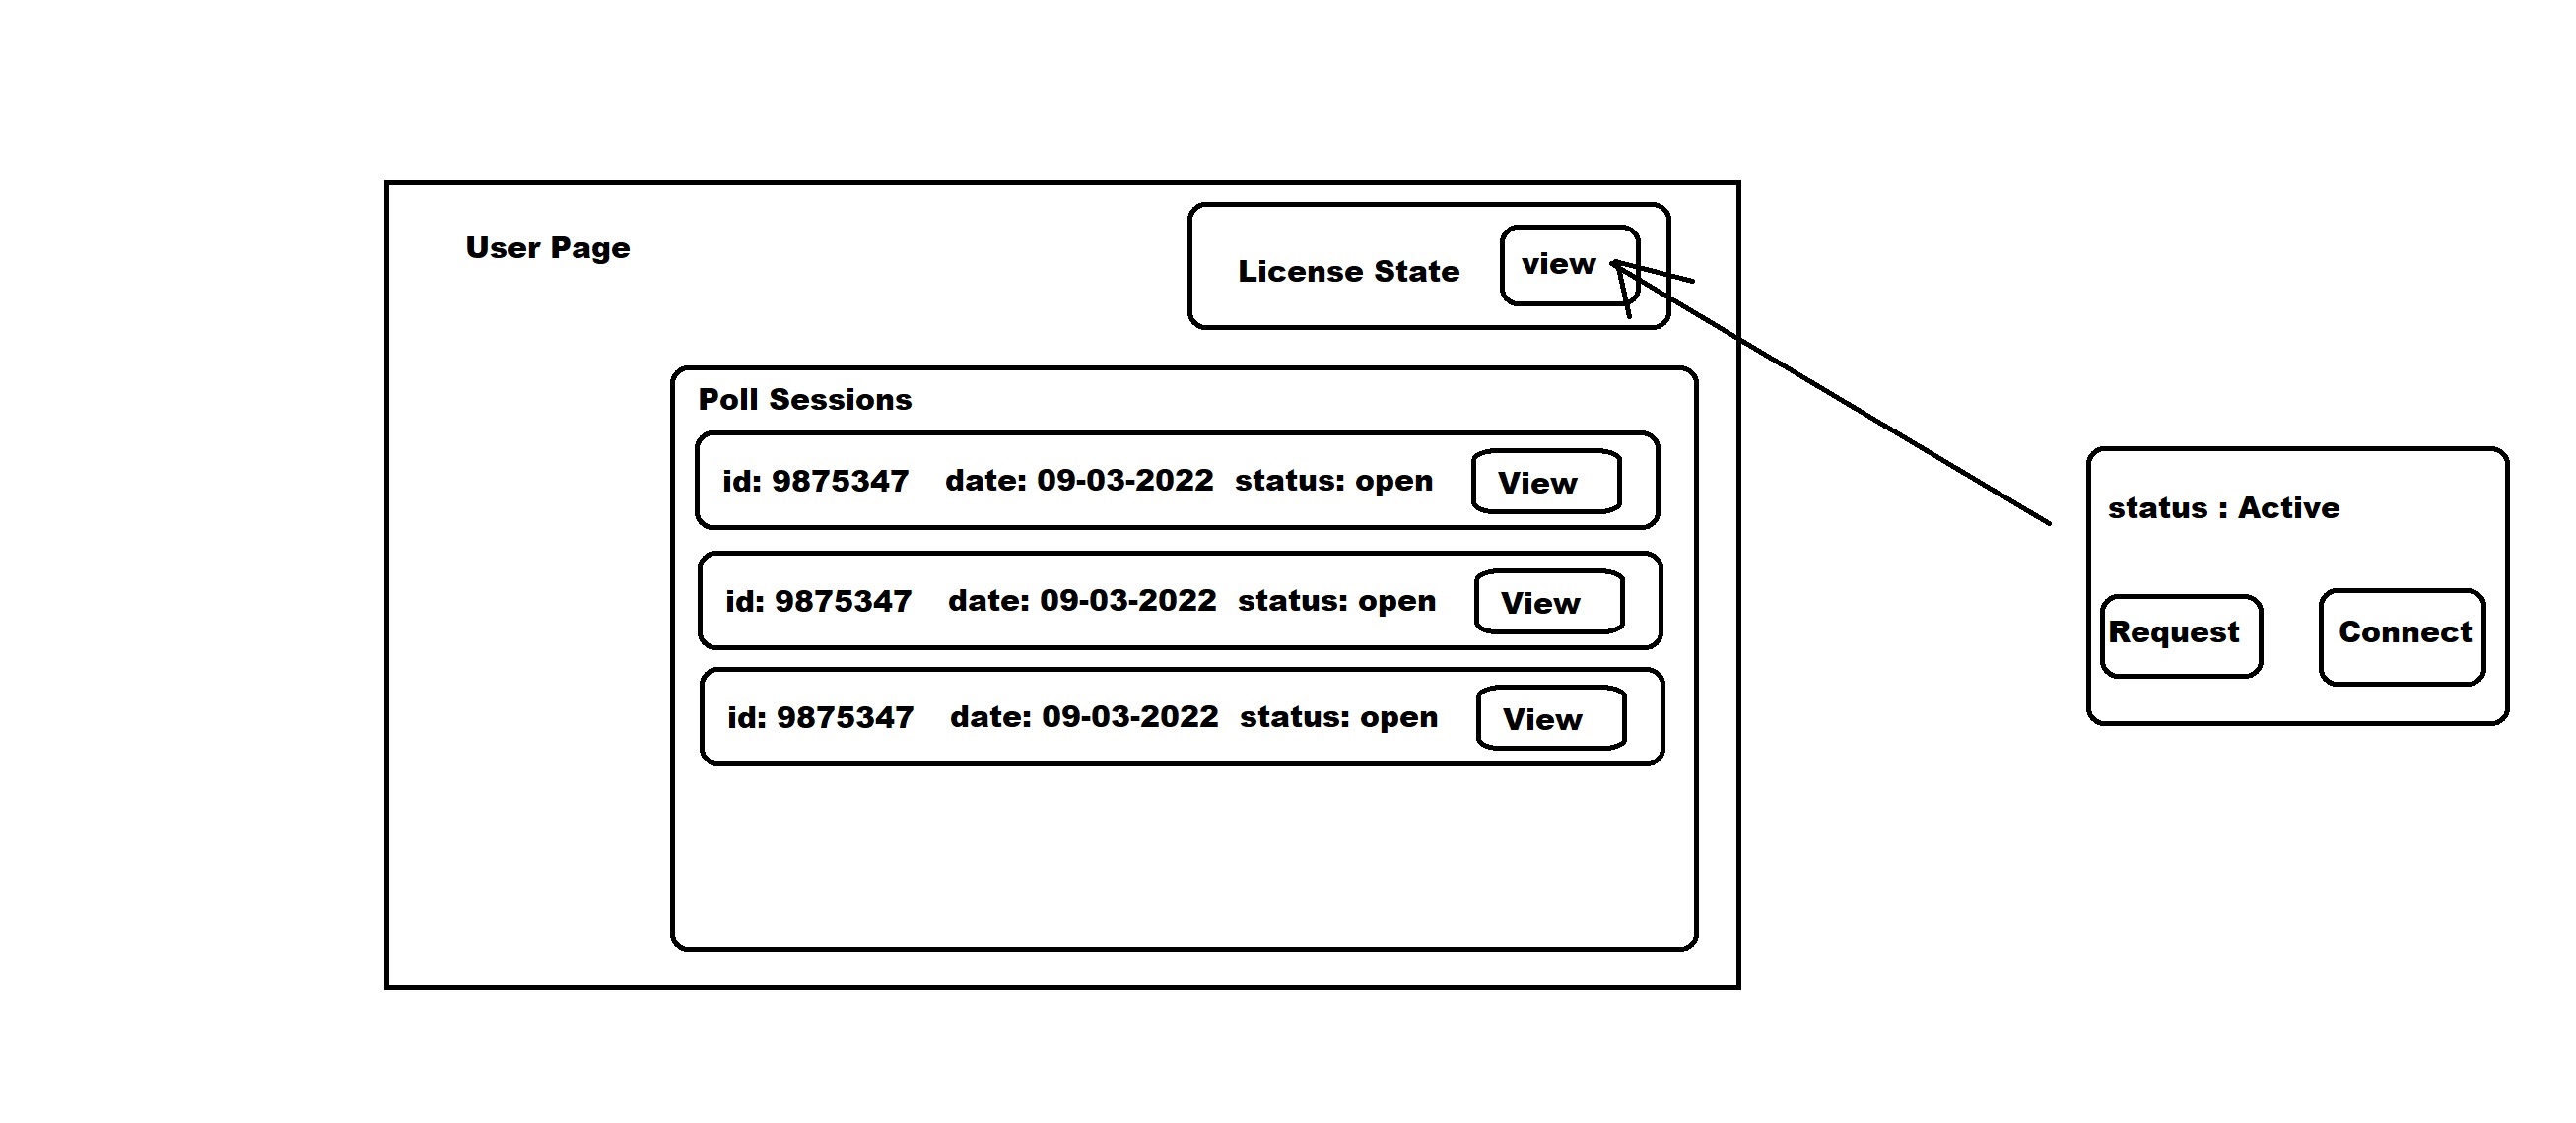 User Page
License State
view
Poll Sessions
id: 9875347 date: 09-03-2022 status: open View
id: 9875347 date: 09-03-2022 status: open View
id: 9875347 date: 09-03-2022 status: open View
status : Active
Request
Connect